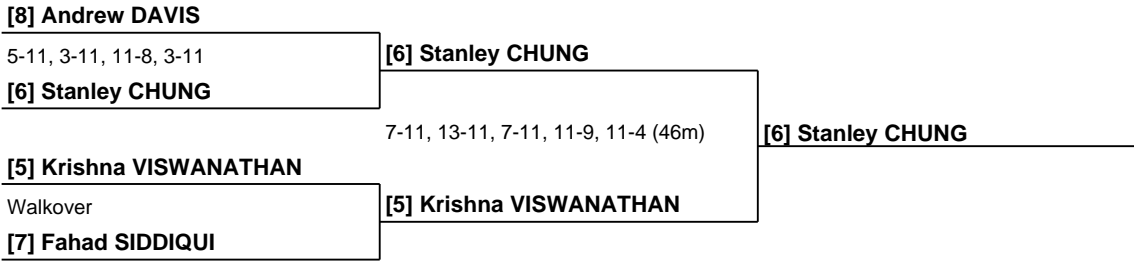 [8] Andrew DAVIS
5-11, 3-11, 11-8, 3-11
[6] Stanley CHUNG
[6] Stanley CHUNG
7-11, 13-11, 7-11, 11-9, 11-4 (46m)
[6] Stanley CHUNG
[5] Krishna VISWANATHAN
Walkover
[5] Krishna VISWANATHAN
[7] Fahad SIDDIQUI